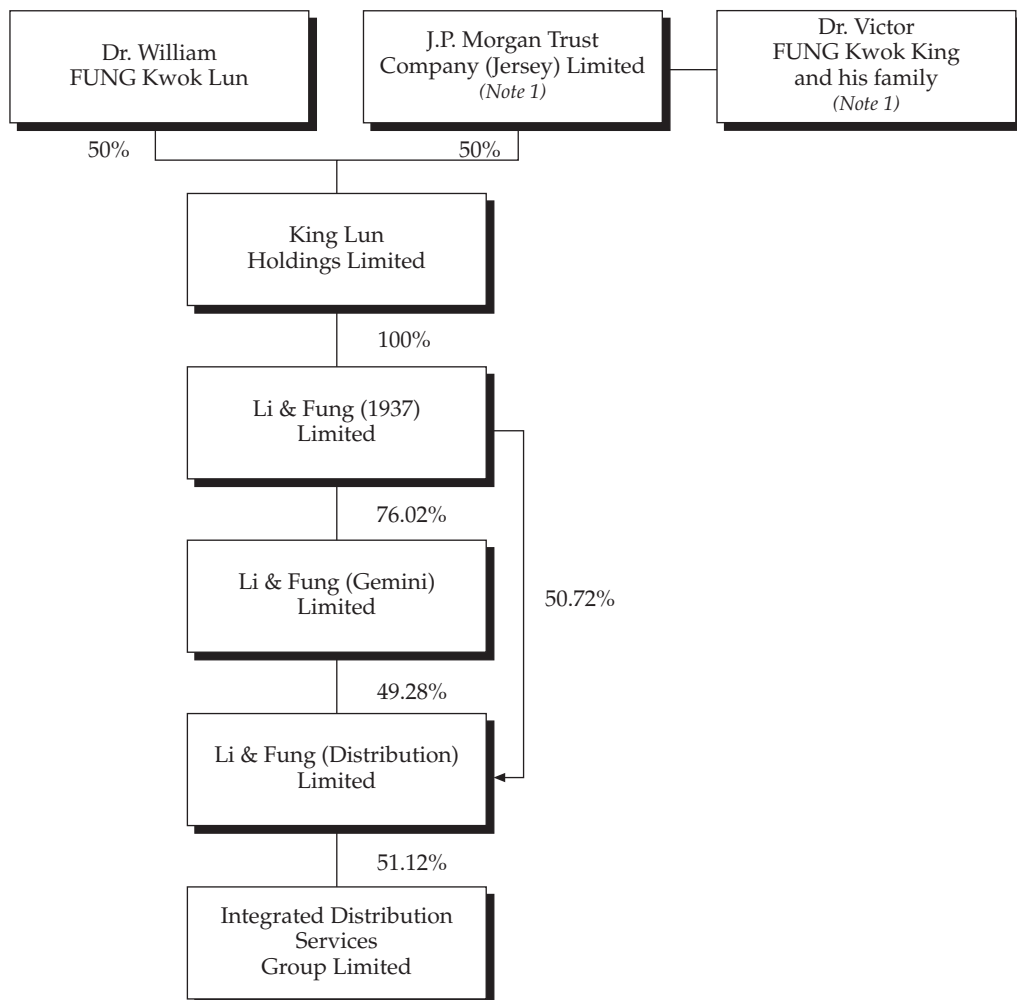 Dr. William
FUNG Kwok Lun
J.P. Morgan Trust
Company (Jersey) Limited
(Note 1)
Dr. Victor
FUNG Kwok King
and his family
(Note 1)
50%
50%
King Lun
Holdings Limited
100%
Li & Fung (1937)
Limited
76.02%
Li & Fung (Gemini)
Limited
50.72%
49.28%
Li & Fung (Distribution)
Limited
51.12%
Integrated Distribution
Services
Group Limited